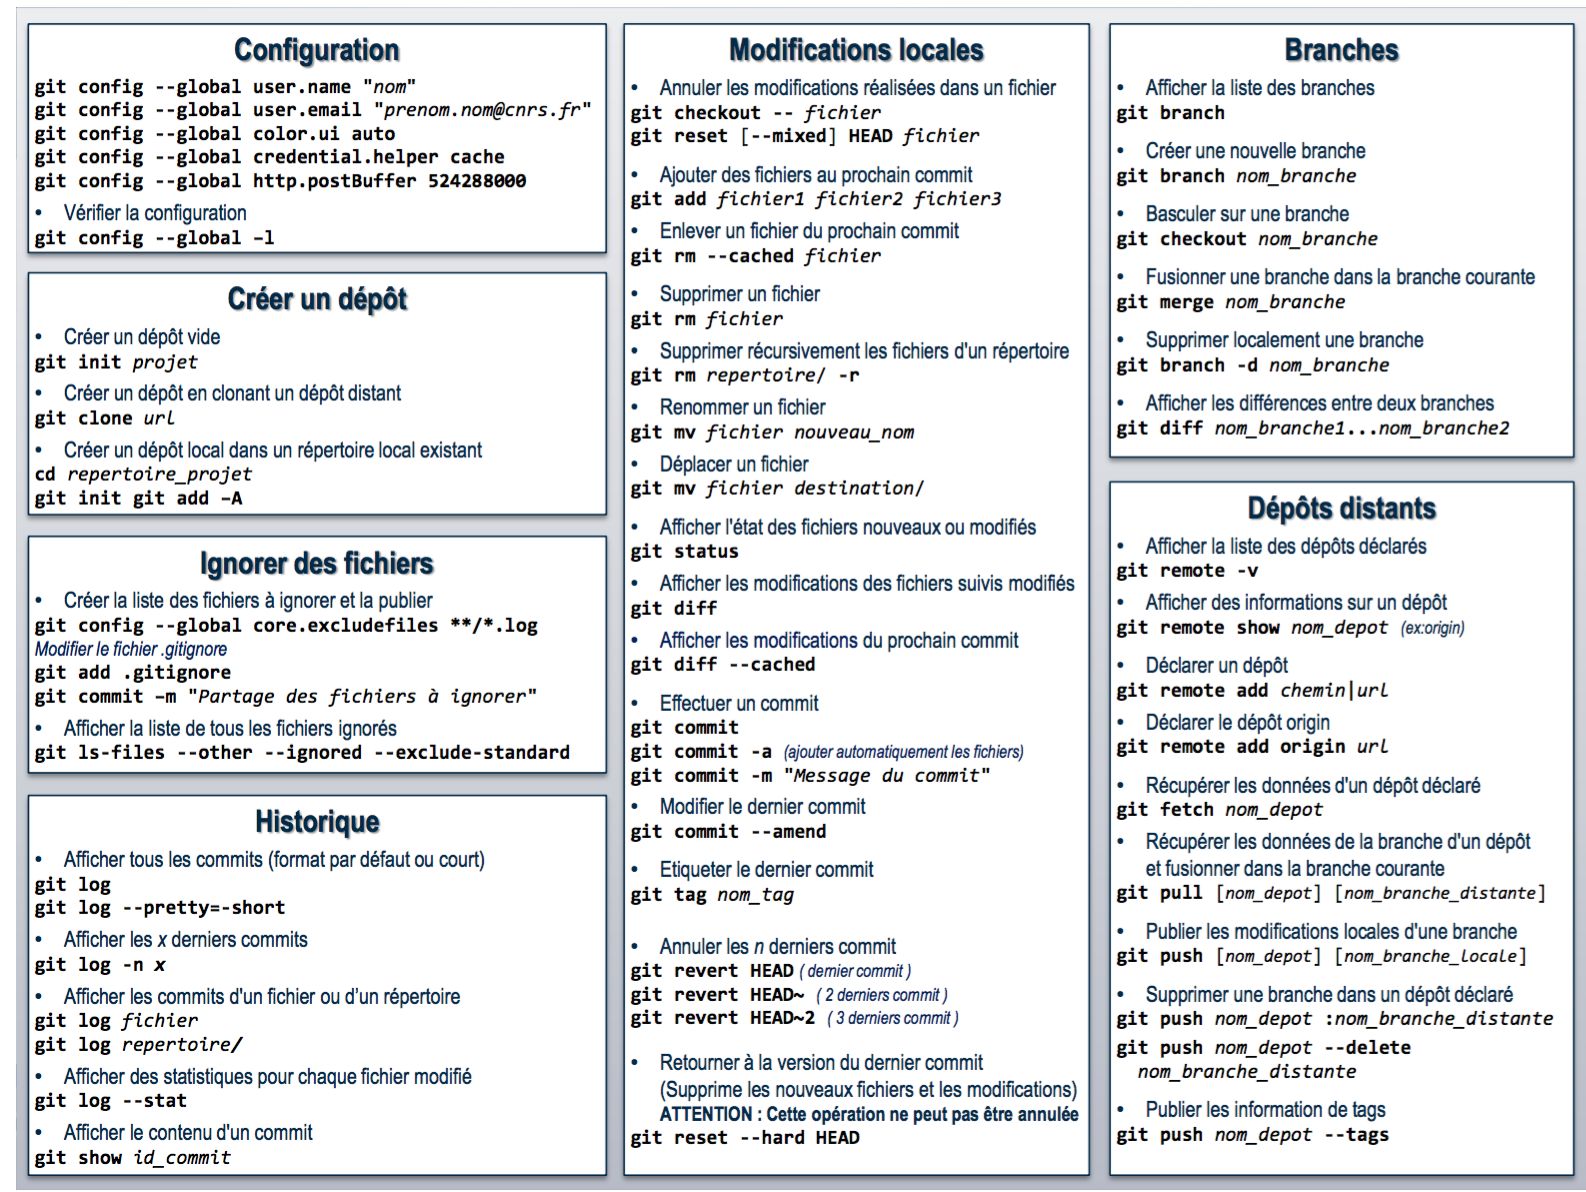 Configuration
git config --global user.name "nom"
git config --global user.email "prenom.nom@cnrs.fr"
git config --global color.ui auto
git config --global credential.helper cache
git config --global http.postBuffer 524288000
• Vérifier la configuration
git config --global –l
Créer un dépôt
• Créer un dépôt vide
git init projet
• Créer un dépôt en clonant un dépôt distant
git clone url
• Créer un dépôt local dans un répertoire local existant
cd repertoire_projet
git init git add –A
Ignorer des fichiers
• Créer la liste des fichiers à ignorer et la publier
git config --global core.excludefiles **/*.log
Modifier le fichier .gitignore
git add .gitignore
git commit –m "Partage des fichiers à ignorer"
• Afficher la liste de tous les fichiers ignorés
git ls-files --other --ignored --exclude-standard
Historique
• Afficher tous les commits (format par défaut ou court)
git log
git log --pretty=-short
• Afficher les x derniers commits
git log -n x
• Afficher les commits d'un fichier ou d’un répertoire
git log fichier
git log repertoire/
• Afficher des statistiques pour chaque fichier modifié
git log --stat
• Afficher le contenu d'un commit
git show id_commit
Modifications locales
• Annuler les modifications réalisées dans un fichier
git checkout -- fichier
git reset [--mixed] HEAD fichier
• Ajouter des fichiers au prochain commit
git add fichier1 fichier2 fichier3
• Enlever un fichier du prochain commit
git rm --cached fichier
• Supprimer un fichier
git rm fichier
• Supprimer récursivement les fichiers d'un répertoire
git rm repertoire/ -r
• Renommer un fichier
git mv fichier nouveau_nom
• Déplacer un fichier
git mv fichier destination/
• Afficher l'état des fichiers nouveaux ou modifiés
git status
• Afficher les modifications des fichiers suivis modifiés
git diff
• Afficher les modifications du prochain commit
git diff --cached
• Effectuer un commit
git commit
git commit -a (ajouter automatiquement les fichiers)
git commit -m "Message du commit"
• Modifier le dernier commit
git commit --amend
• Etiqueter le dernier commit
git tag nom_tag
• Annuler les n derniers commit
git revert HEAD ( dernier commit )
git revert HEAD~ ( 2 derniers commit )
git revert HEAD~2 ( 3 derniers commit )
• Retourner à la version du dernier commit
(Supprime les nouveaux fichiers et les modifications)
ATTENTION : Cette opération ne peut pas être annulée
git reset --hard HEAD
Branches
• Afficher la liste des branches
git branch
• Créer une nouvelle branche
git branch nom_branche
• Basculer sur une branche
git checkout nom_branche
• Fusionner une branche dans la branche courante
git merge nom_branche
• Supprimer localement une branche
git branch -d nom_branche
• Afficher les différences entre deux branches
git diff nom_branche1...nom_branche2
Dépôts distants
• Afficher la liste des dépôts déclarés
git remote -v
• Afficher des informations sur un dépôt
git remote show nom_depot (ex:origin)
• Déclarer un dépôt
git remote add chemin|url
• Déclarer le dépôt origin
git remote add origin url
• Récupérer les données d'un dépôt déclaré
git fetch nom_depot
• Récupérer les données de la branche d'un dépôt
et fusionner dans la branche courante
git pull [nom_depot] [nom_branche_distante]
• Publier les modifications locales d'une branche
git push [nom_depot] [nom_branche_locale]
• Supprimer une branche dans un dépôt déclaré
git push nom_depot :nom_branche_distante
git push nom_depot --delete
nom_branche_distante
• Publier les information de tags
git push nom_depot --tags